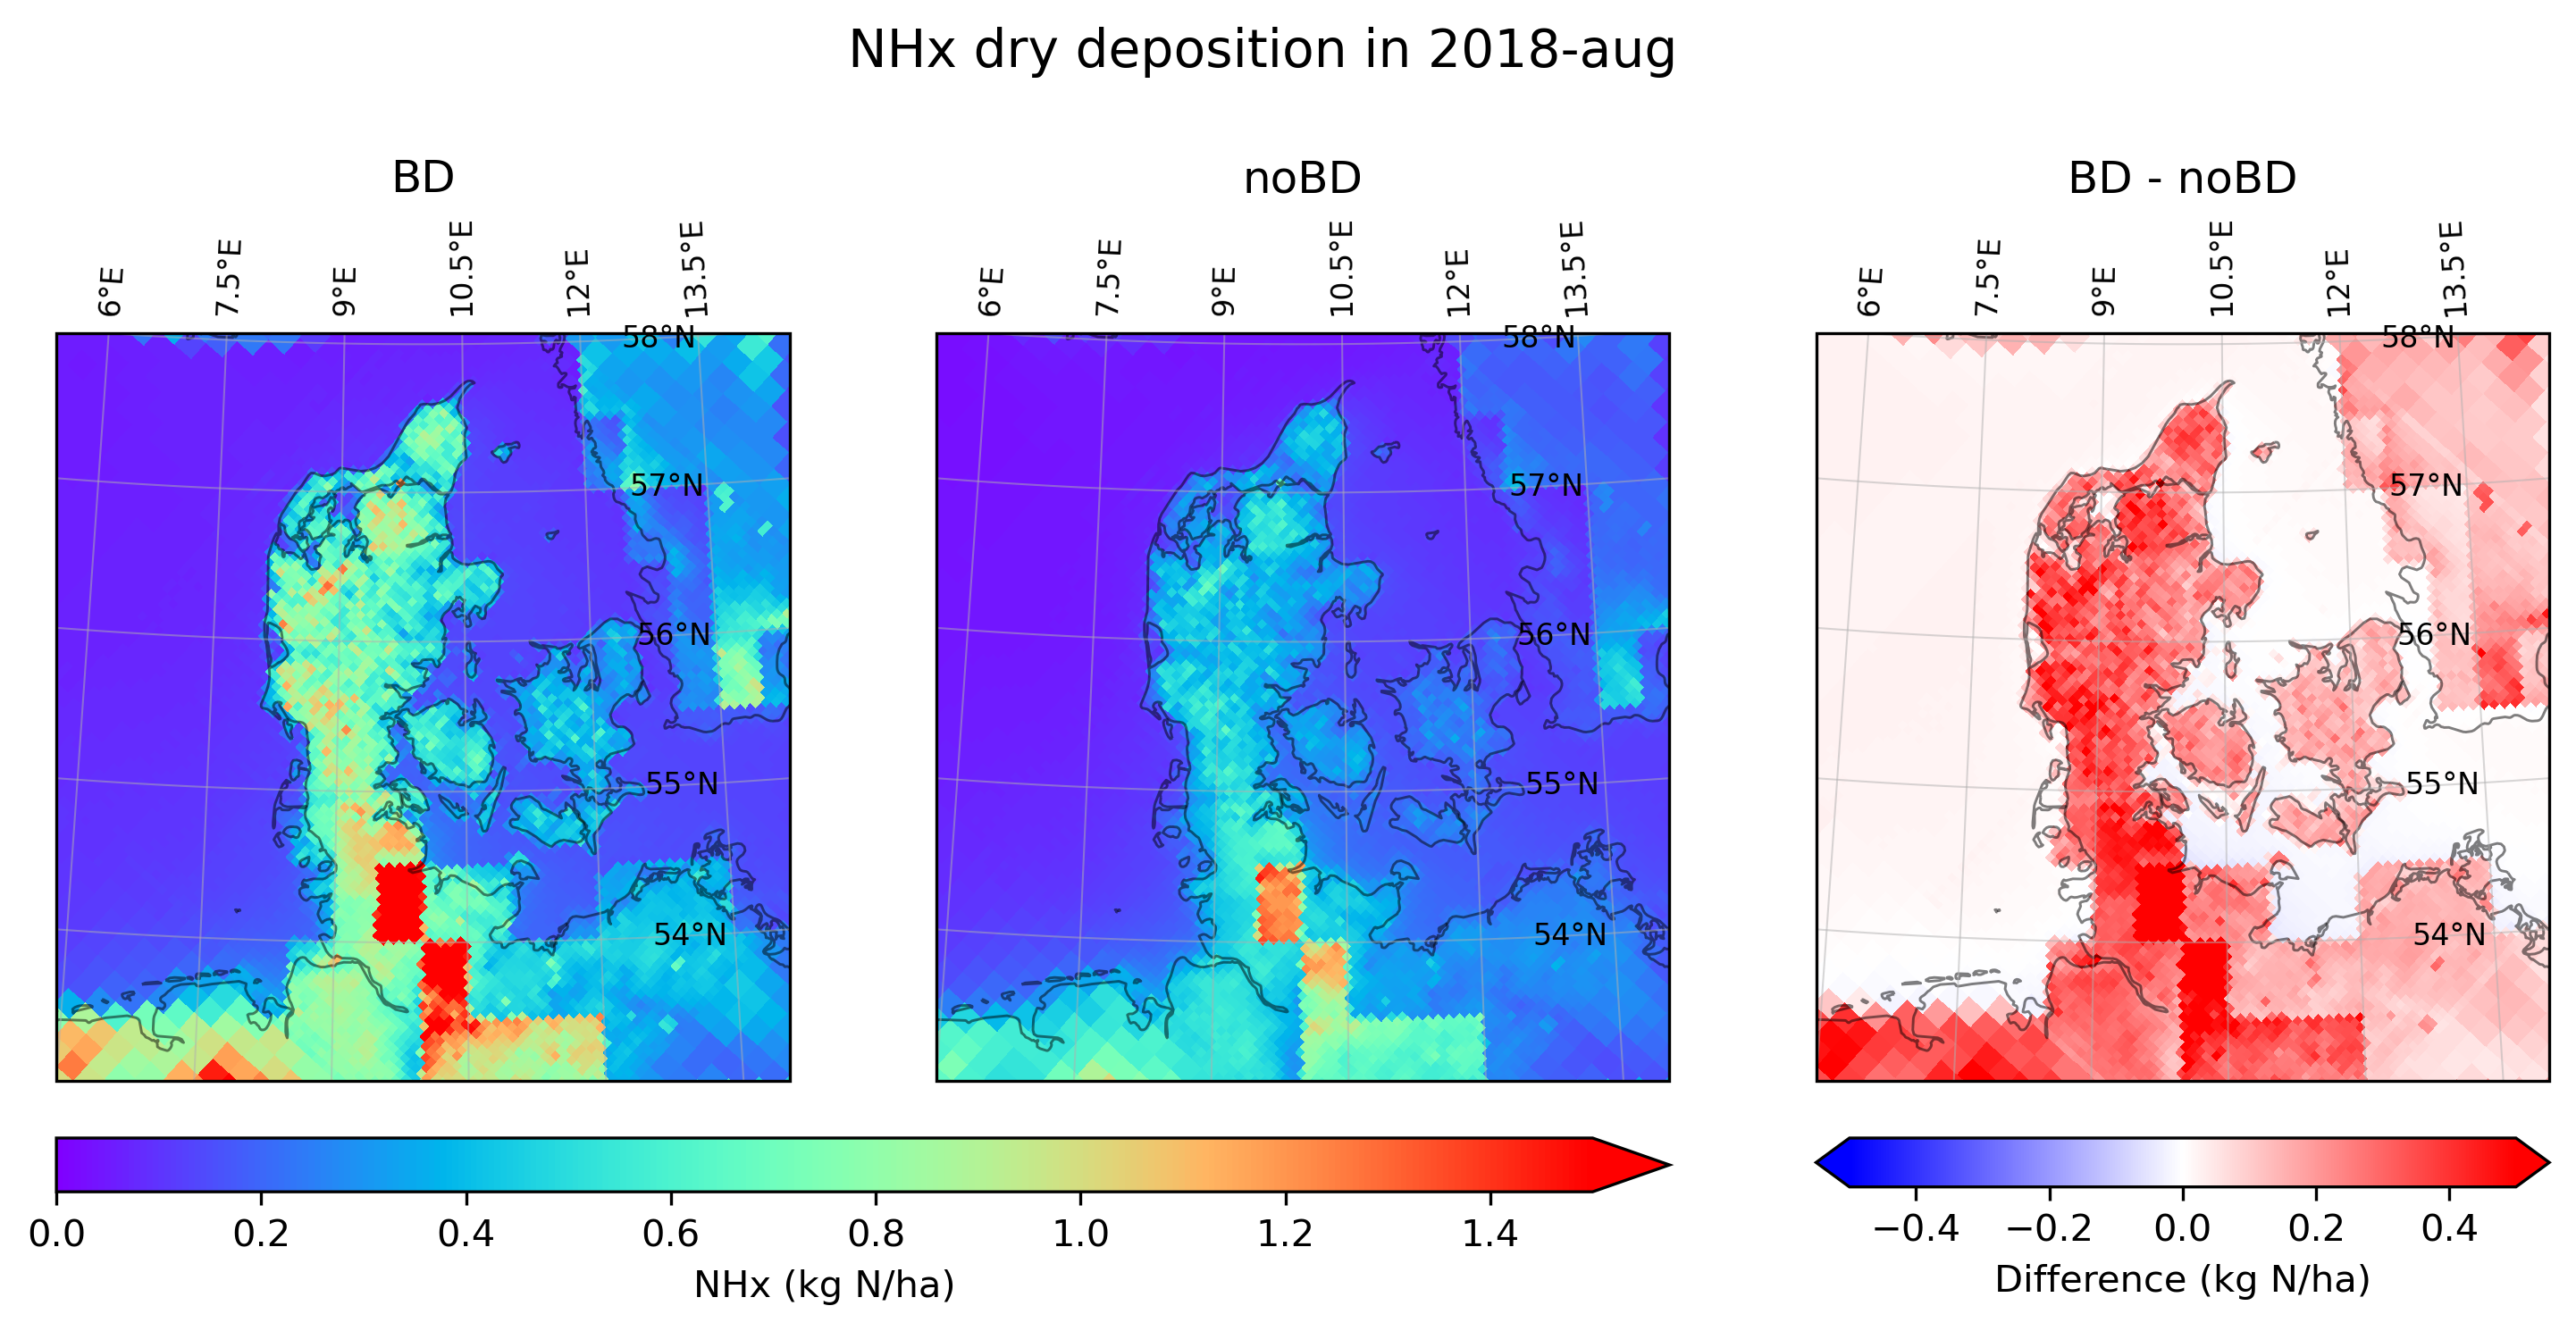 NHx dry deposition in 2018-aug
BD
noBD
BD - noBD
6°E 7.5°E 9°E 10.5°E 12°E 13.5°E
6°E 7.5°E 9°E 10.5°E 12°E 13.5°E
6°E 7.5°E 9°E 10.5°E 12°E 13.5°E
58°N 58°N 58°N
57°N 57°N 57°N
56°N 56°N 56°N
55°N 55°N 55°N
54°N 54°N 54°N
0.0 0.2 0.4 0.6 0.8 1.0 1.2 1.4
NHx (kg N/ha)
−0.4 −0.2 0.0 0.2 0.4
Difference (kg N/ha)